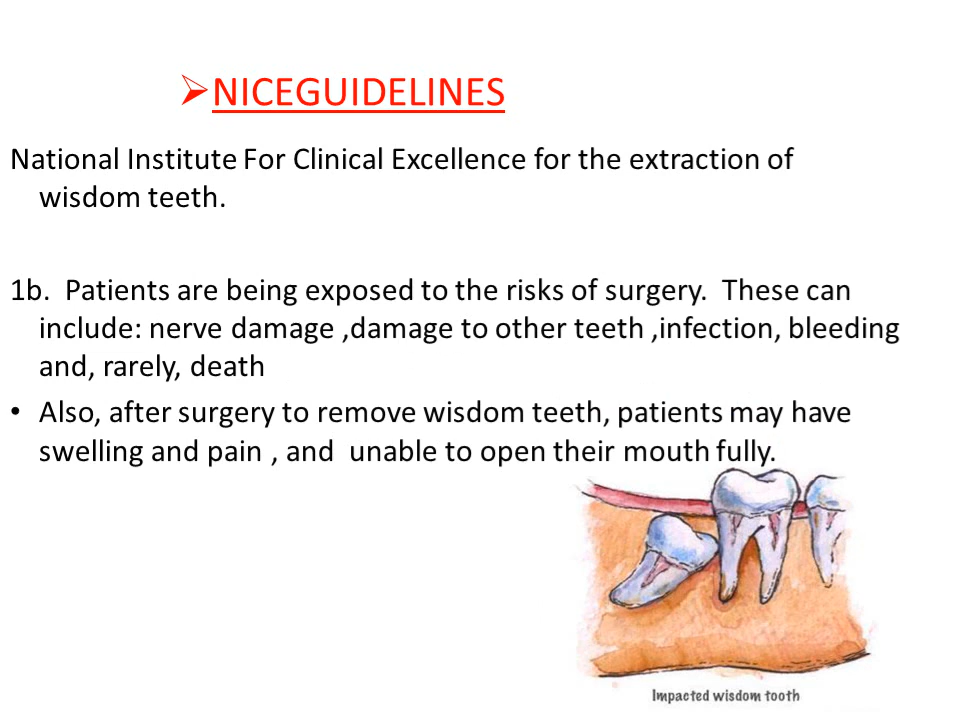 ➢NICEGUIDELINES
National Institute For Clinical Excellence for the extraction of
wisdom teeth.
1b.  Patients are being exposed to the risks of surgery.  These can
include: nerve damage ,damage to other teeth ,infection, bleeding
and, rarely, death
• Also, after surgery to remove wisdom teeth, patients may have
swelling and pain , and  unable to open their mouth fully.
Impacted wisdom tooth